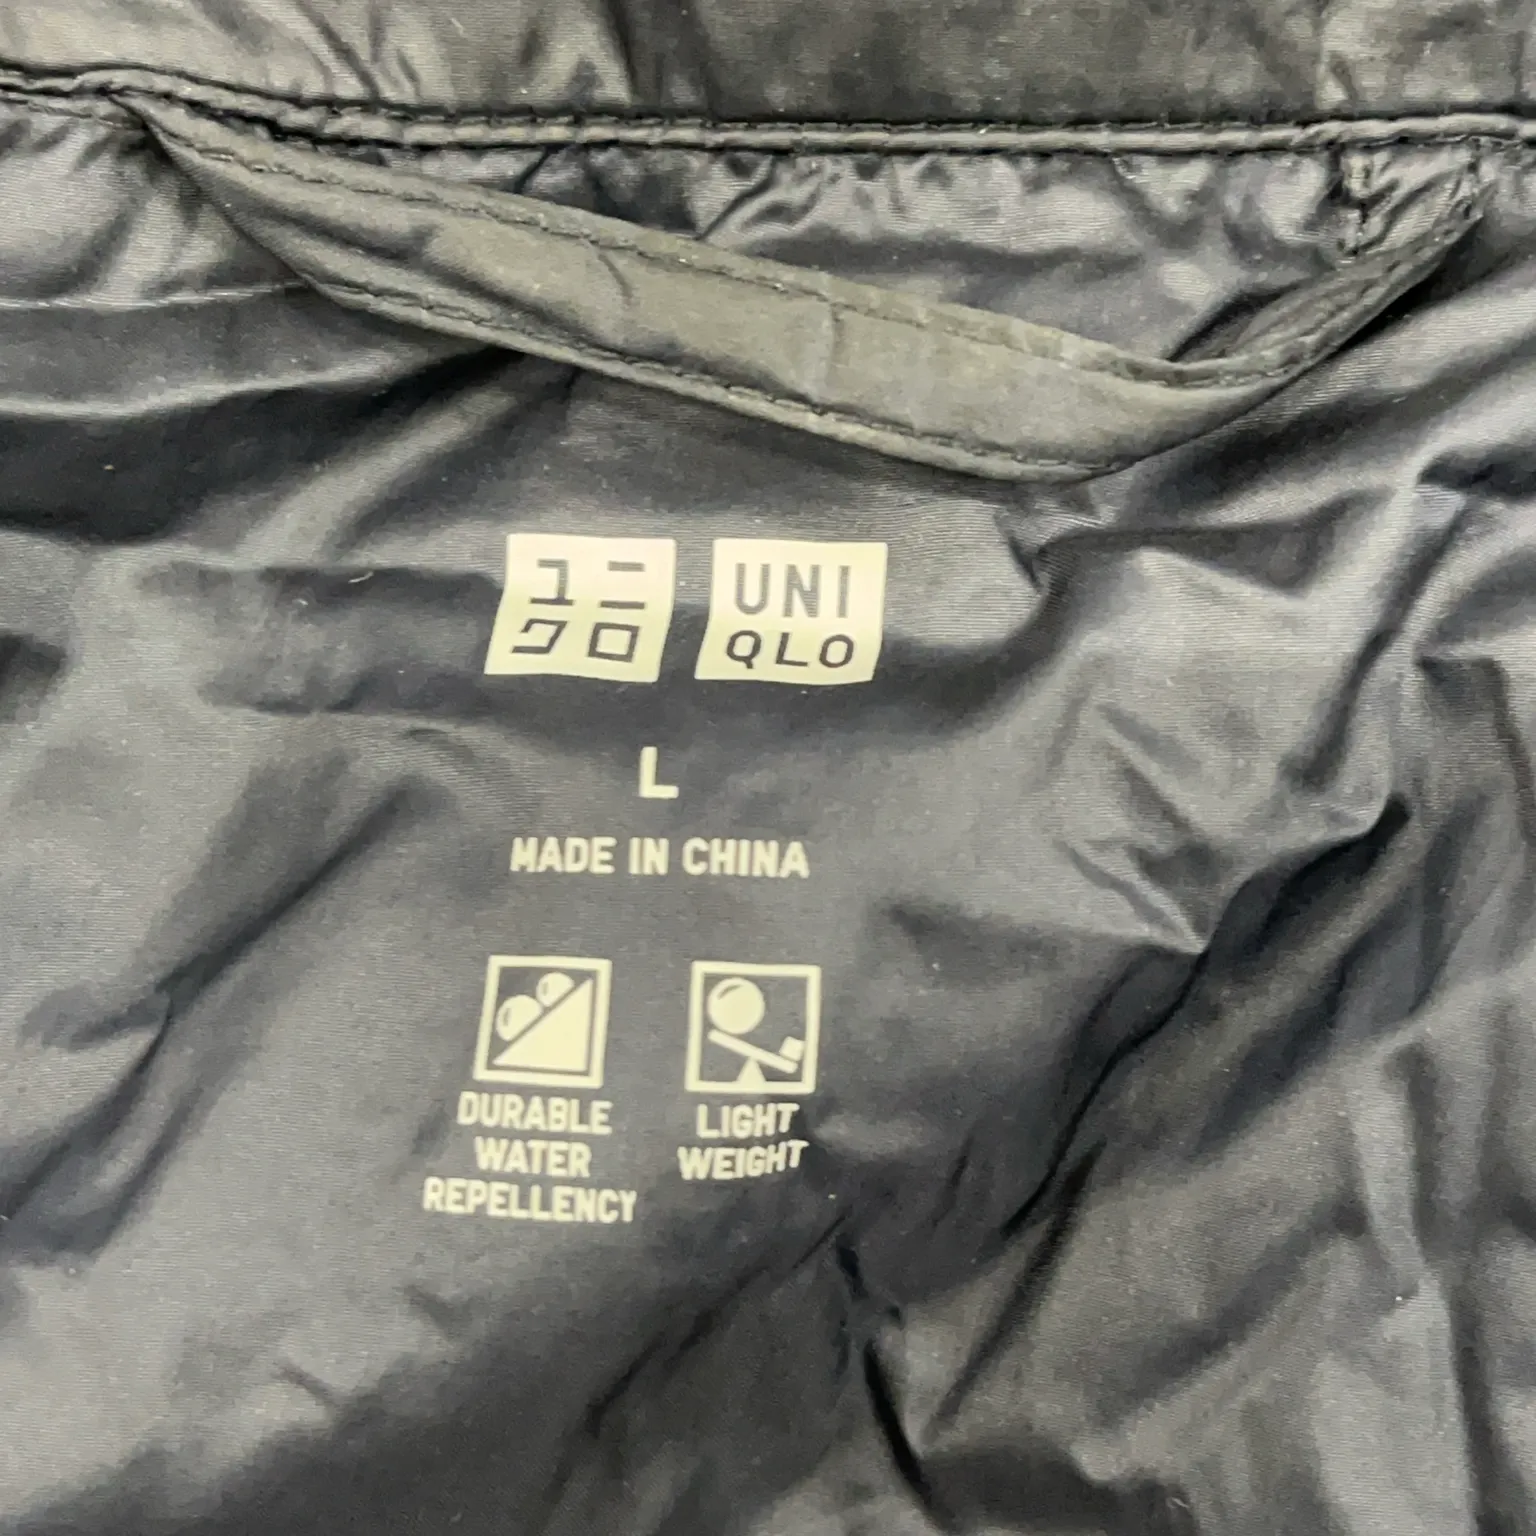 ユニ
クロ
UNI
QLO
L
MADE IN CHINA
DURABLE
WATER
REPELLENCY
LIGHT
WEIGHT